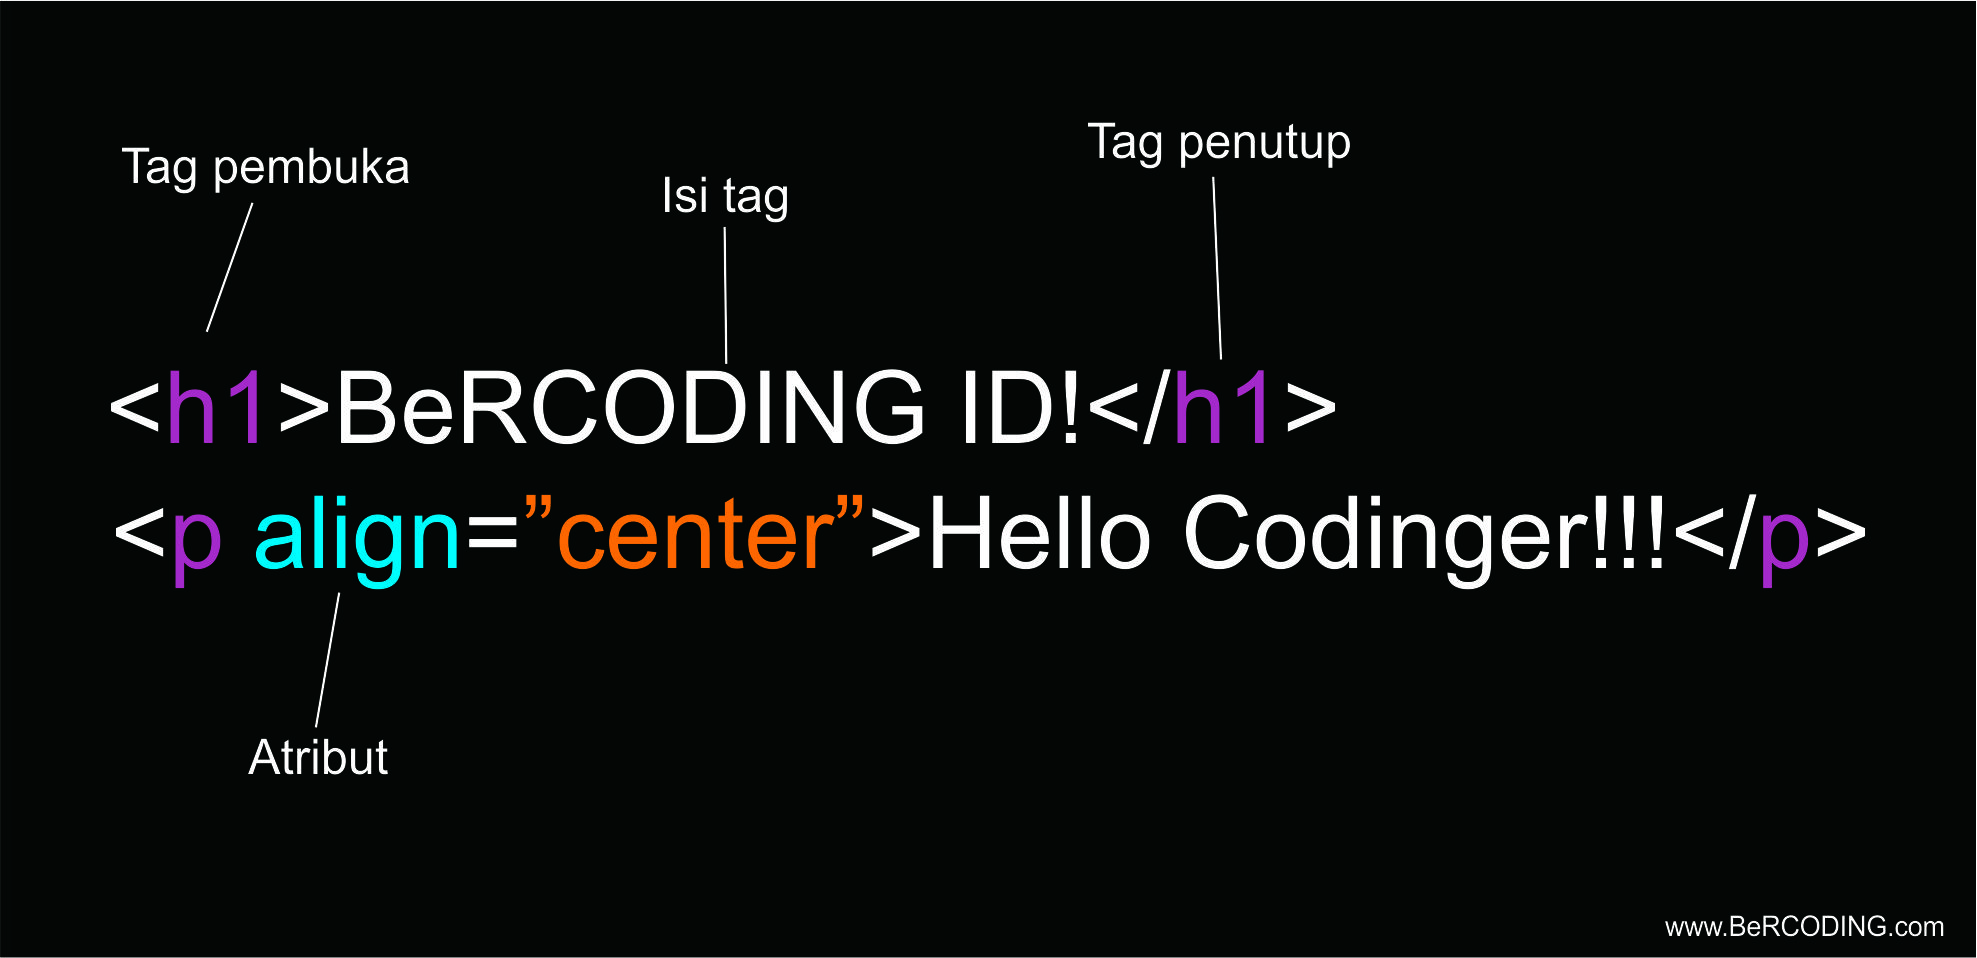 Tag pembuka
Isi tag
Tag penutup
<h1>BeRCODING ID!</h1>
<p align=”center”>Hello Codinger!!!</p>
Atribut
www.BeRCODING.com